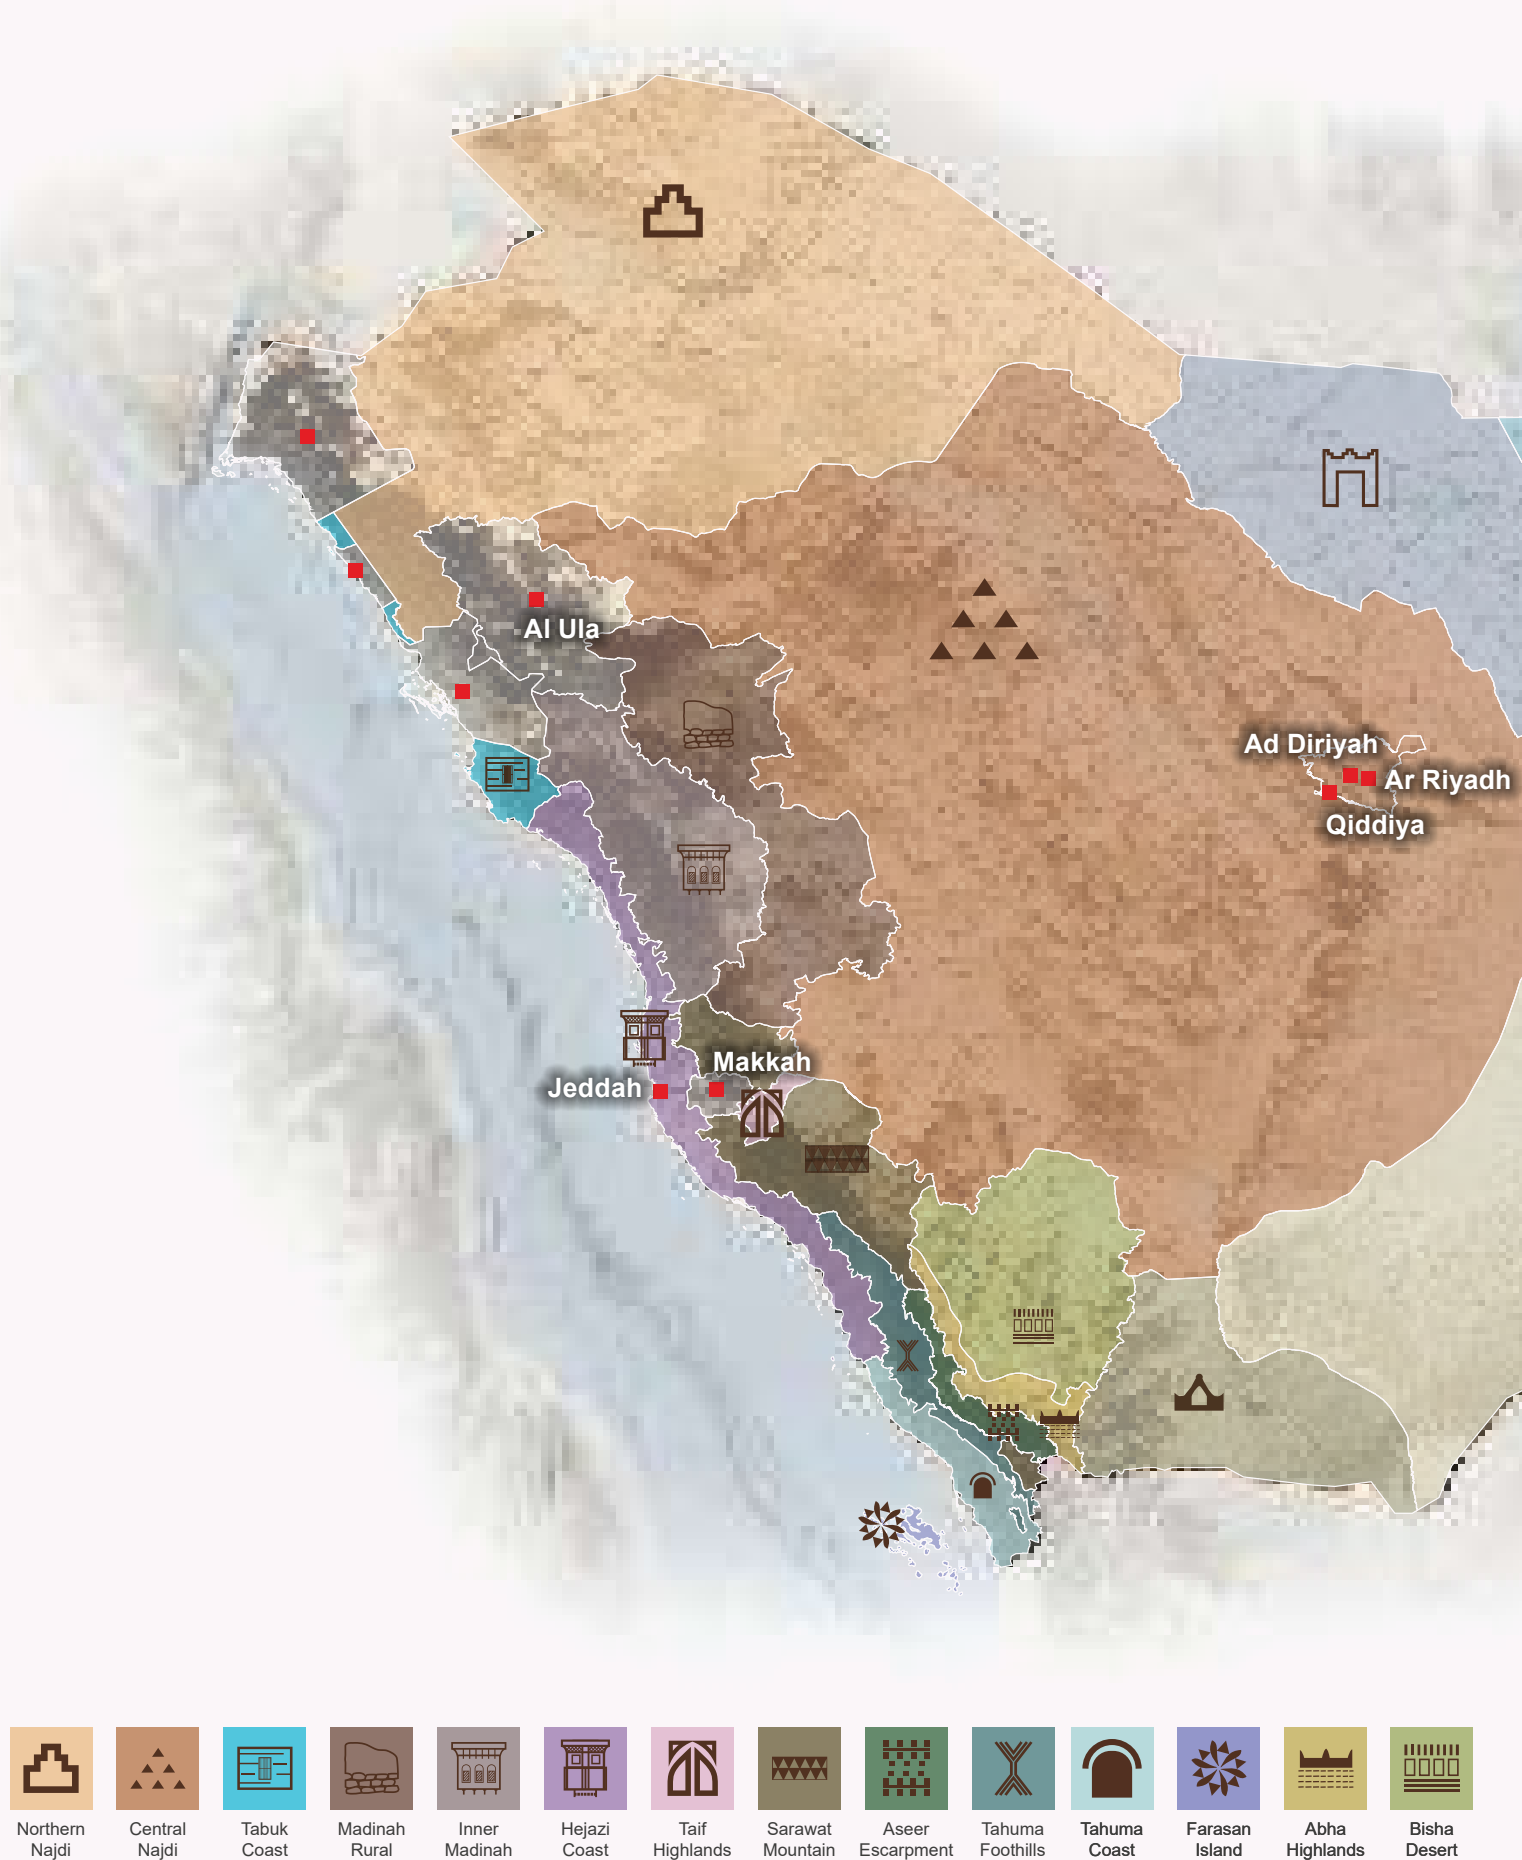 Al Ula
Ad Diriyah
Ar Riyadh
Qiddiya
Makkah
Jeddah
Northern
Najdi
Central
Najdi
Tabuk
Coast
Madinah
Rural
Inner
Madinah
Hejazi
Coast
Taif
Highlands
Sarawat
Mountain
Aseer
Escarpment
Tahuma
Foothills
Tahuma
Coast
Farasan
Island
Abha
Highlands
Bisha
Desert